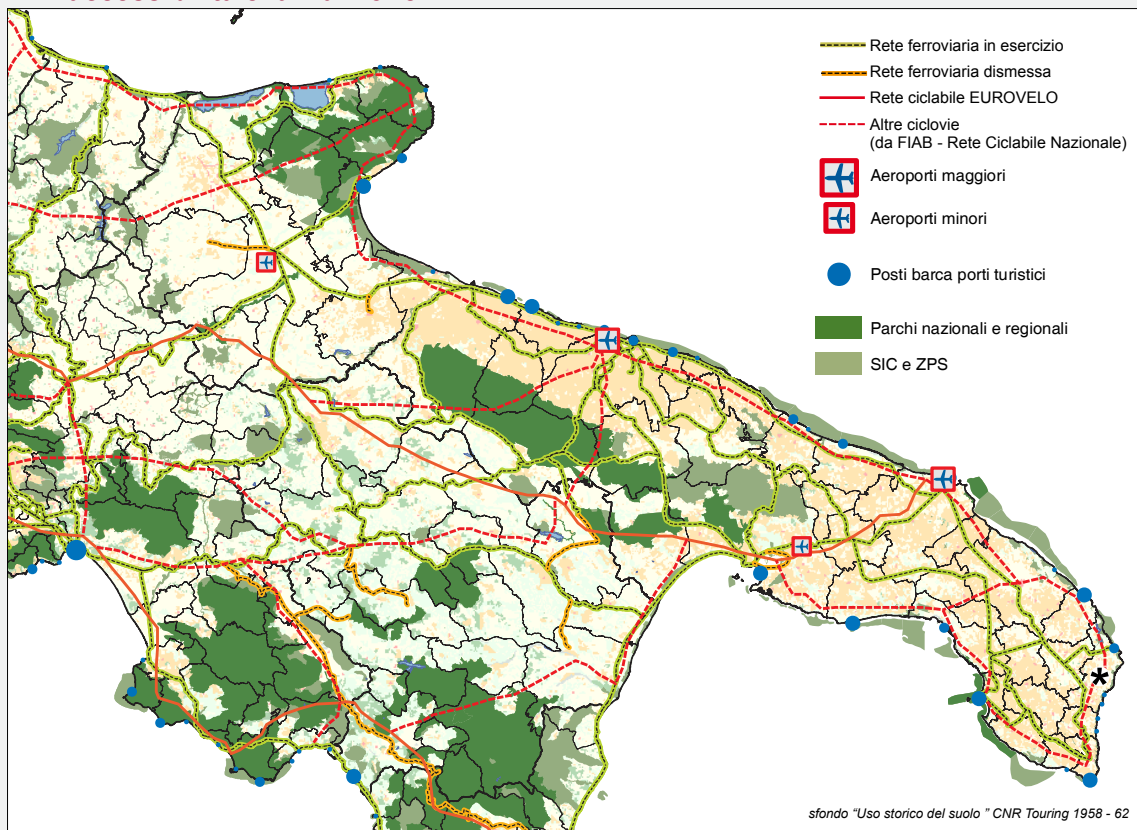 Rete ferroviaria in esercizio
Rete ferroviaria dismessa
Rete ciclabile EUROVELO
Altre ciclovie
(da FIAB - Rete Ciclabile Nazionale)
Aeroporti maggiori
Aeroporti minori
Posti barca porti turistici
Parchi nazionali e regionali
SIC e ZPS
*
sfondo “Uso storico del suolo ” CNR Touring 1958 - 62